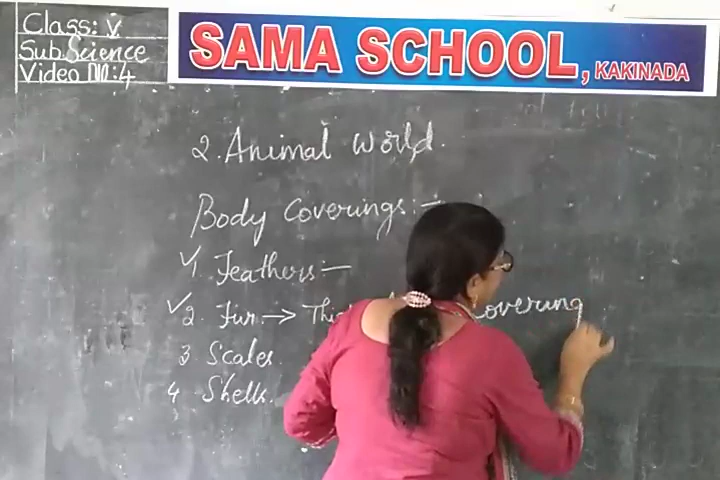 Class: V
Sub Science
Video No:4
SAMA SCHOOL, KAKINADA
2. Animal World.
Body Coverings:-
✓1. Feathers:-
✓2. Fur. → covering
3 Scales.
4 Shells.